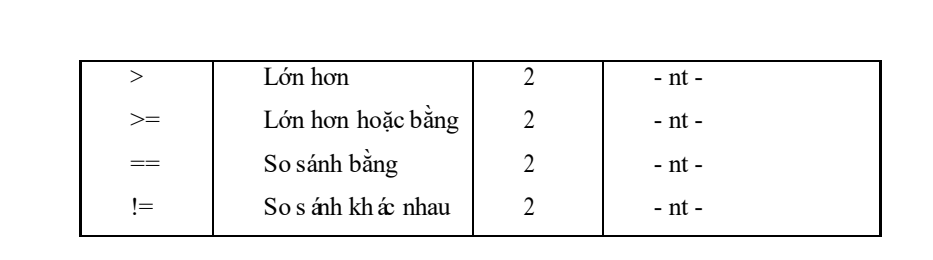 > Lớn hơn 2 - nt -
>= Lớn hơn hoặc bằng 2 - nt -
== So sánh bằng 2 - nt -
!= So sánh khác nhau 2 - nt -